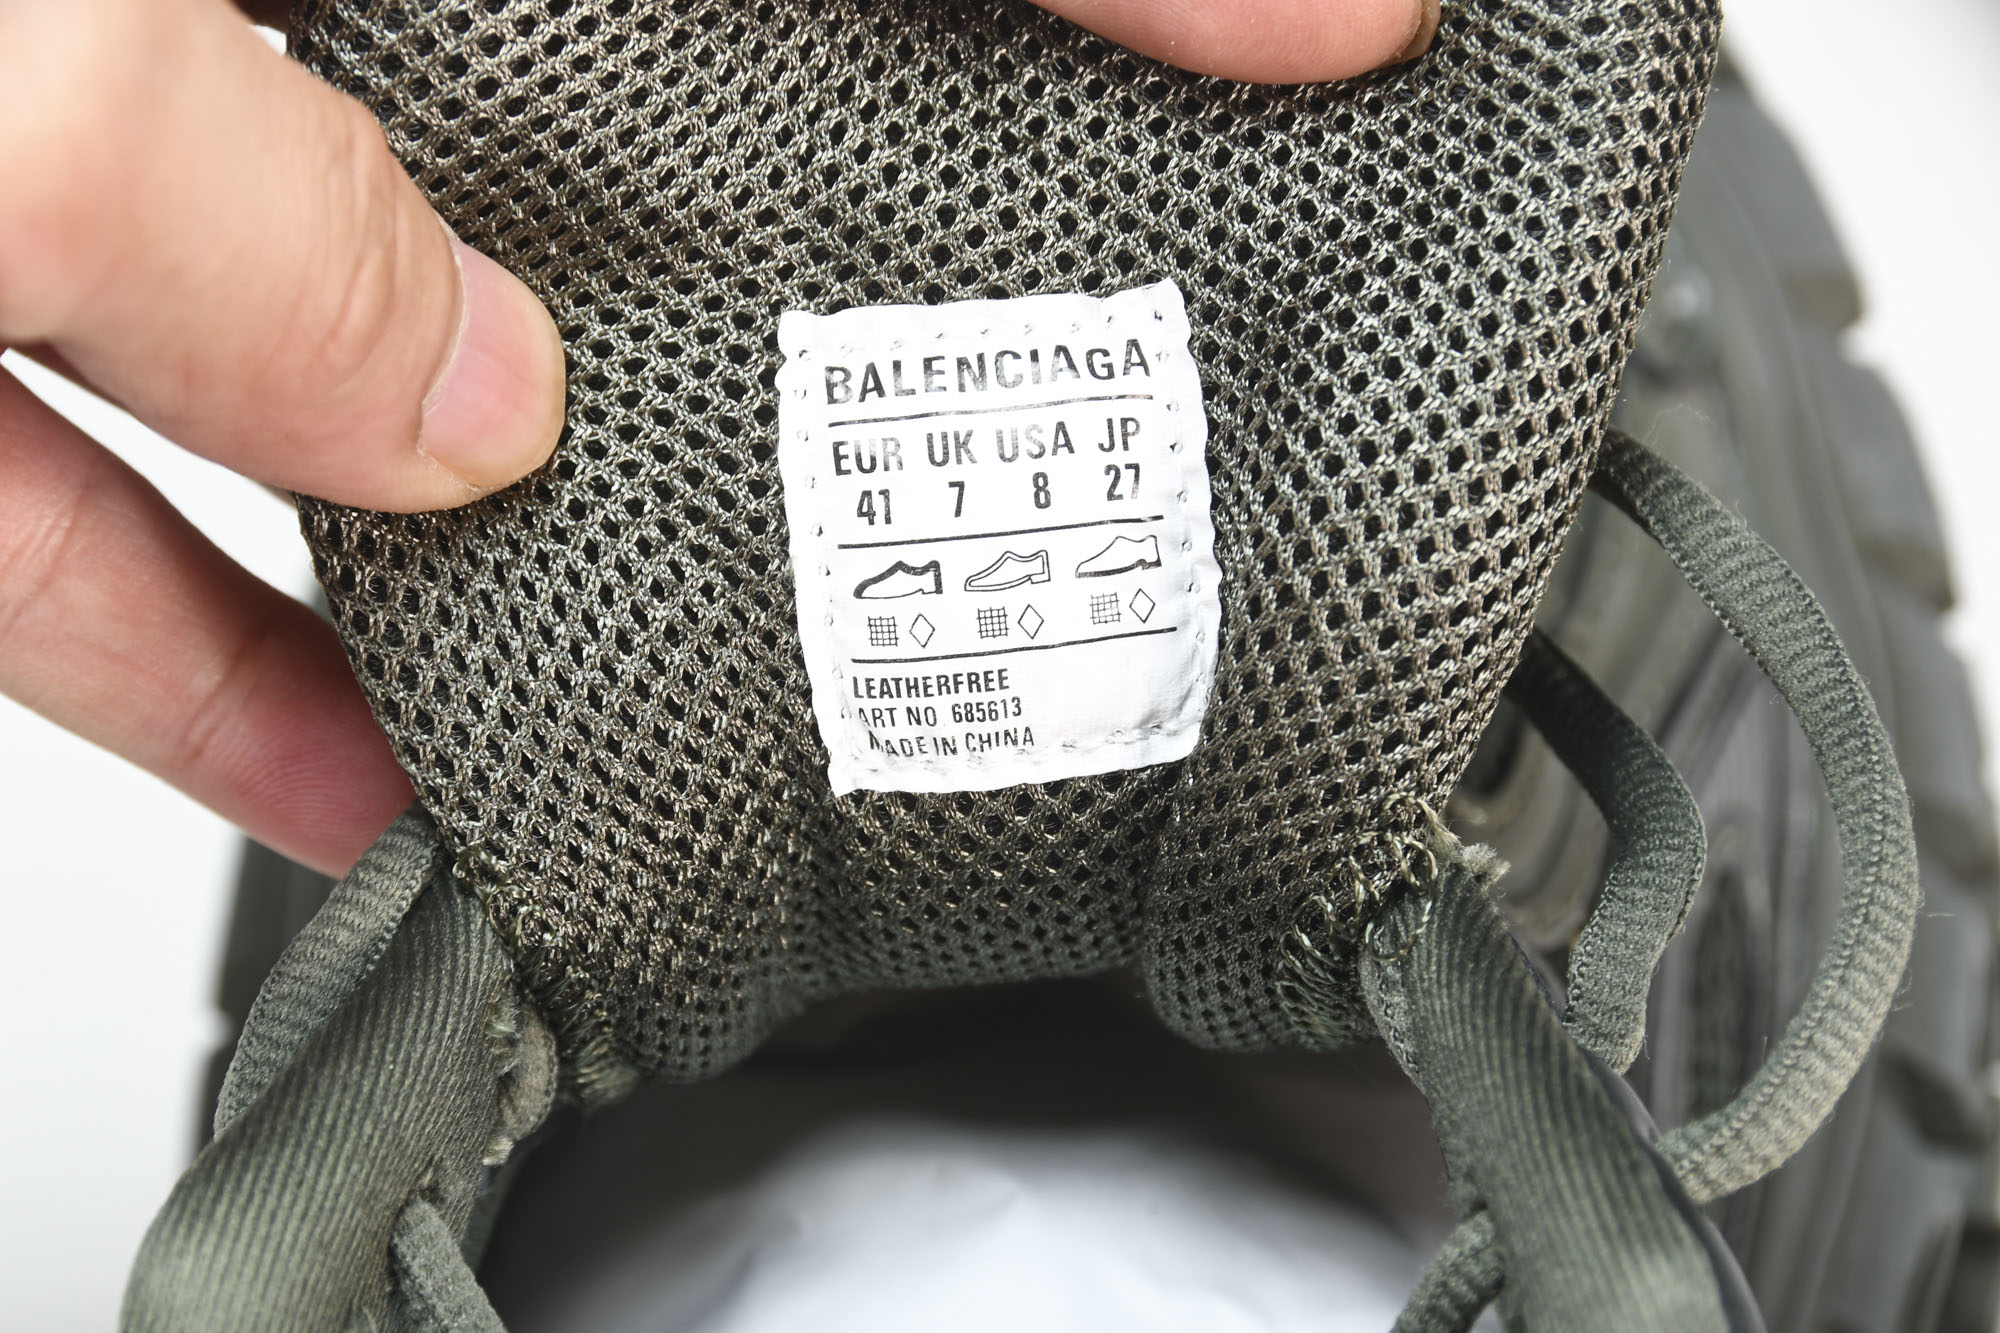 BALENCIAGA
EUR UK USA JP
41 7 8 27
LEATHERFREE
ART NO. 685613
MADE IN CHINA